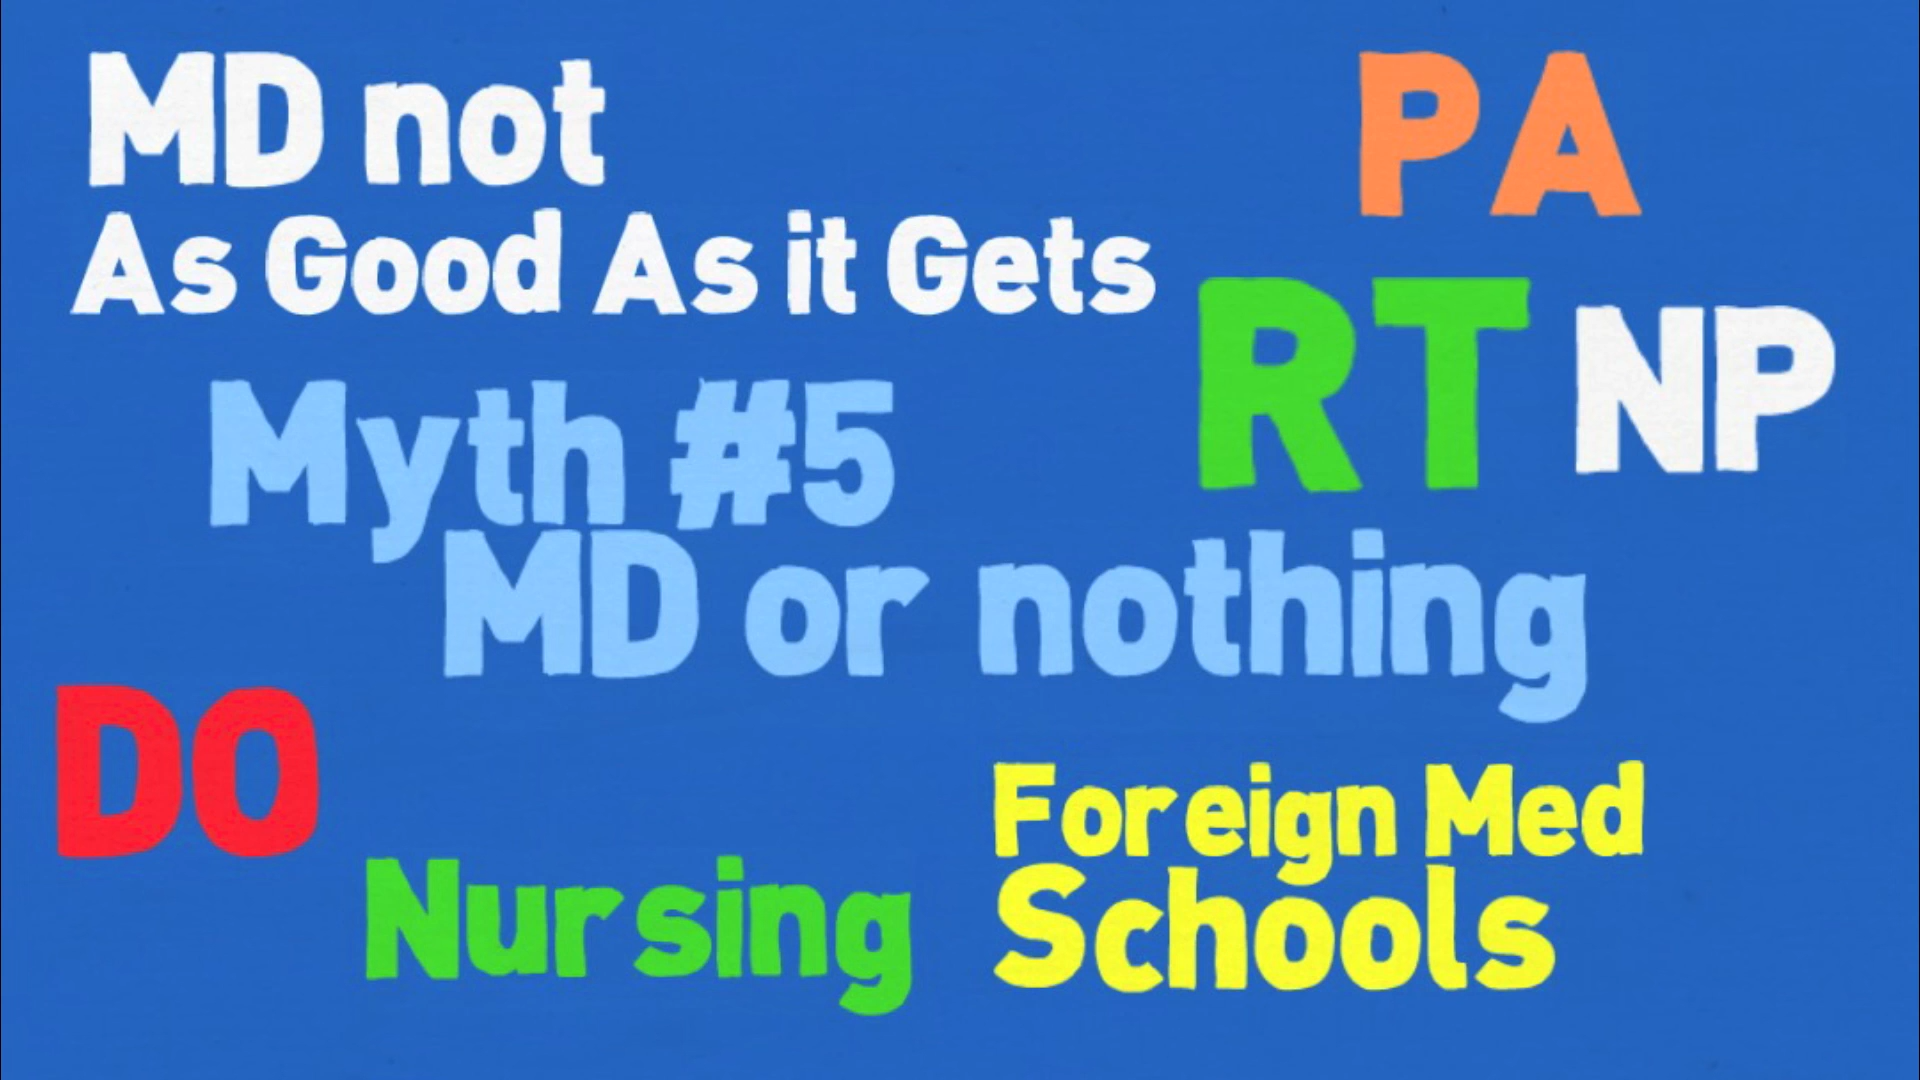 MD not
As Good As it Gets
PA
RT
NP
Myth #5
MD or nothing
DO
Nursing
Foreign Med
Schools